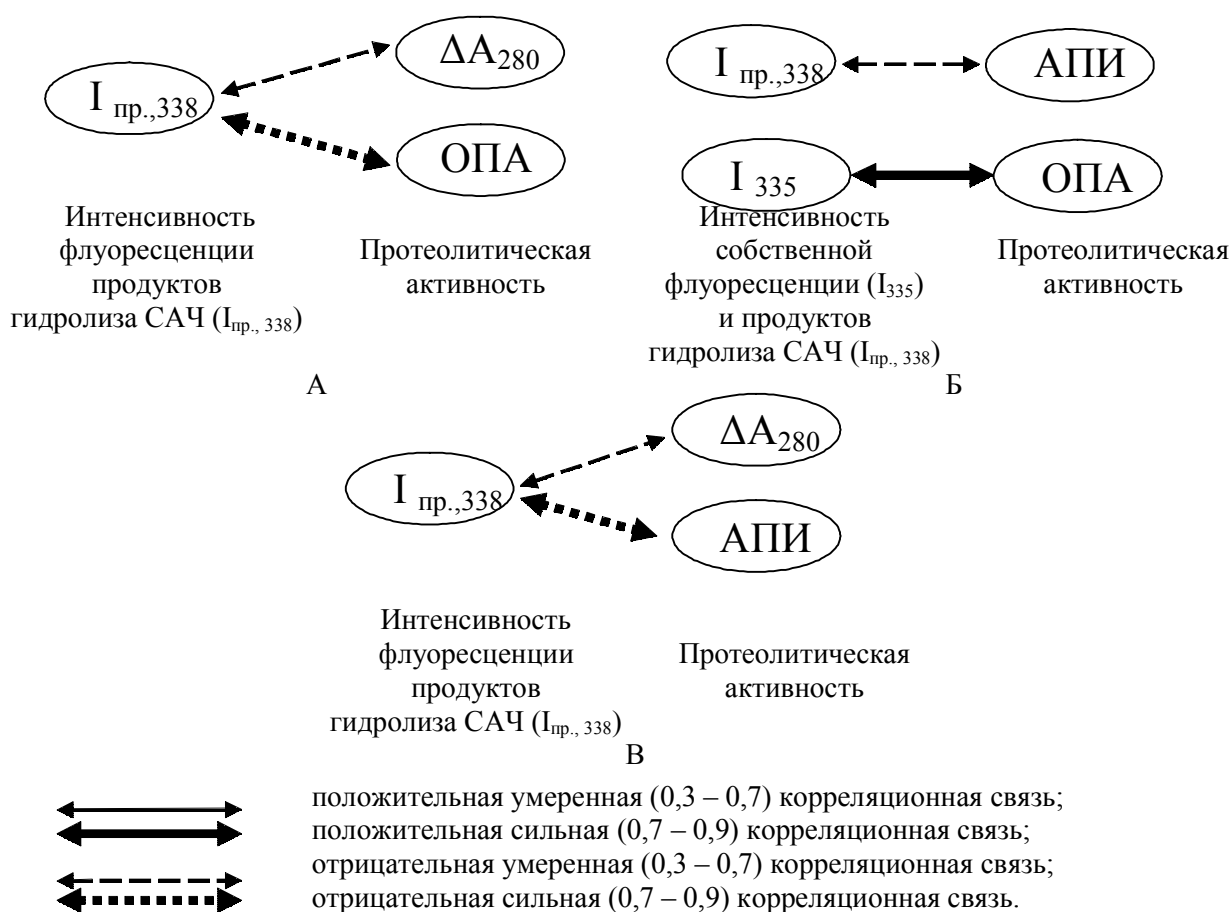 I пр.,338
ΔA280
ОПА
Интенсивность
флуоресценции
продуктов
гидролиза САЧ (Iпр., 338)
Протеолитическая
активность
А
I пр.,338
АПИ
I 335
ОПА
Интенсивность
собственной
флуоресценции (I335)
и продуктов
гидролиза САЧ (Iпр., 338)
Протеолитическая
активность
Б
I пр.,338
ΔA280
АПИ
Интенсивность
флуоресценции
продуктов
гидролиза САЧ (Iпр., 338)
Протеолитическая
активность
В
положительная умеренная (0,3 – 0,7) корреляционная связь;
положительная сильная (0,7 – 0,9) корреляционная связь;
отрицательная умеренная (0,3 – 0,7) корреляционная связь;
отрицательная сильная (0,7 – 0,9) корреляционная связь.